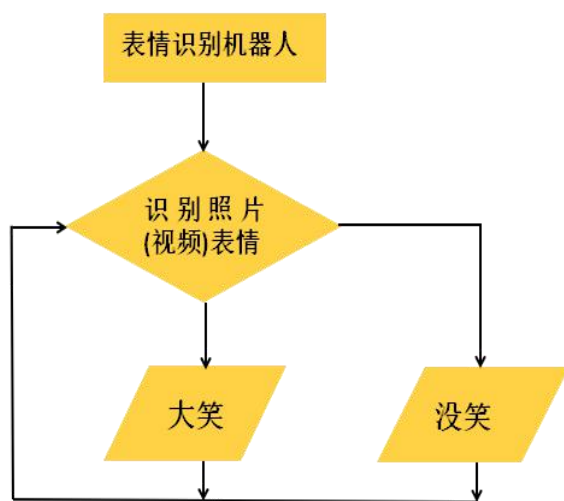 表情识别机器人
识别照片
(视频)表情
大笑
没笑